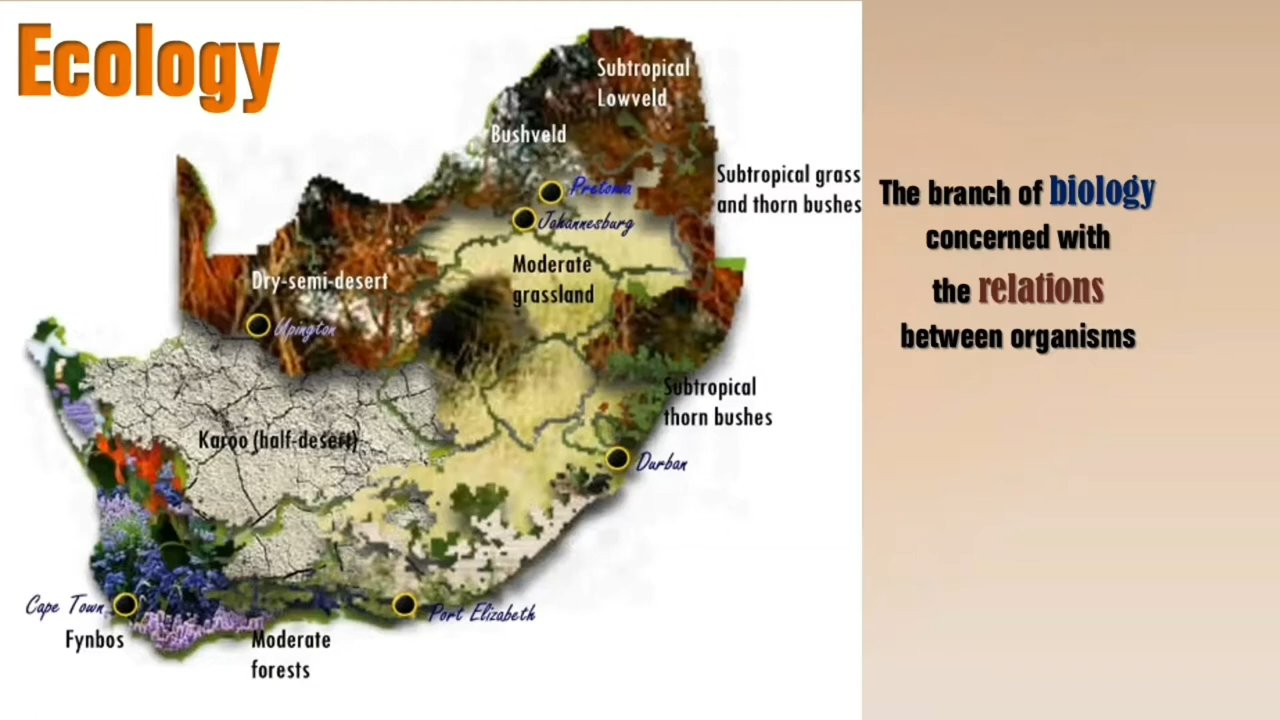 Ecology
Subtropical
Lowveld
Bushveld
Subtropical grass
and thorn bushes
Pretoria
Johannesburg
Moderate
grassland
Dry-semi-desert
Upington
Subtropical
thorn bushes
Karoo (half-desert)
Durban
Cape Town
Port Elizabeth
Fynbos
Moderate
forests
The branch of biology
concerned with
the relations
between organisms